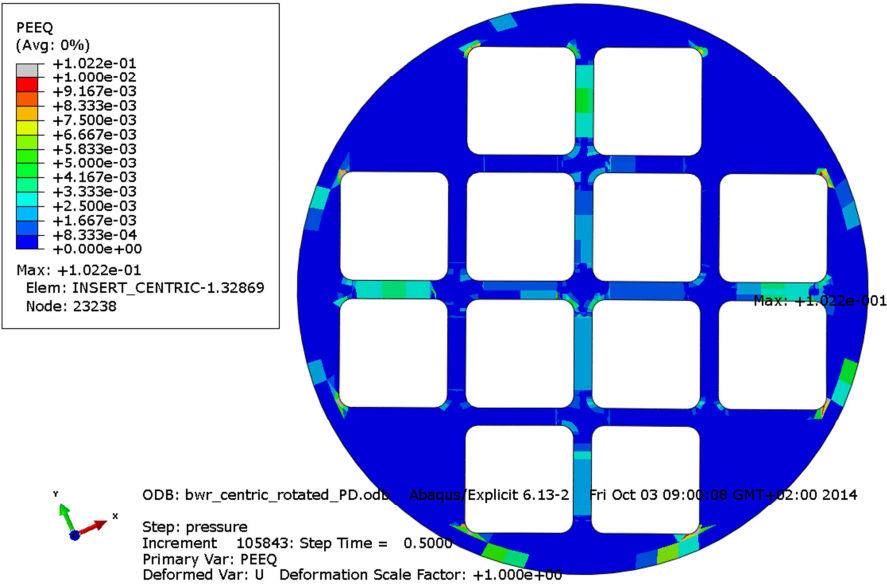 PEEQ
(Avg: 0%)
+1.022e-01
+1.000e-02
+9.167e-03
+8.333e-03
+7.500e-03
+6.667e-03
+5.833e-03
+5.000e-03
+4.167e-03
+3.333e-03
+2.500e-03
+1.667e-03
+8.333e-04
+0.000e+00
Max: +1.022e-01
Elem: INSERT_CENTRIC-1.32869
Node: 23238
Max: +1.022e-001
Y
X
ODB: bwr_centric_rotated_PD.odb Abaqus/Explicit 6.13-2 Fri Oct 03 09:00:08 GMT+02:00 2014
Step: pressure
Increment 105843: Step Time = 0.5000
Primary Var: PEEQ
Deformed Var: U Deformation Scale Factor: +1.000e+00